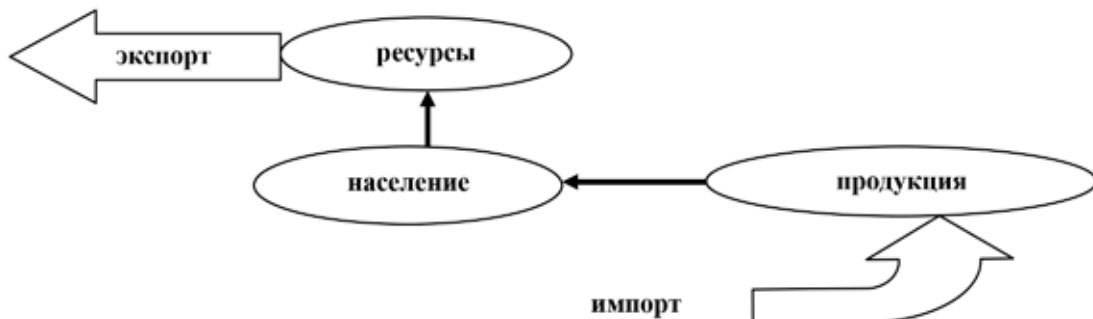 экспорт
ресурсы
население
продукция
импорт